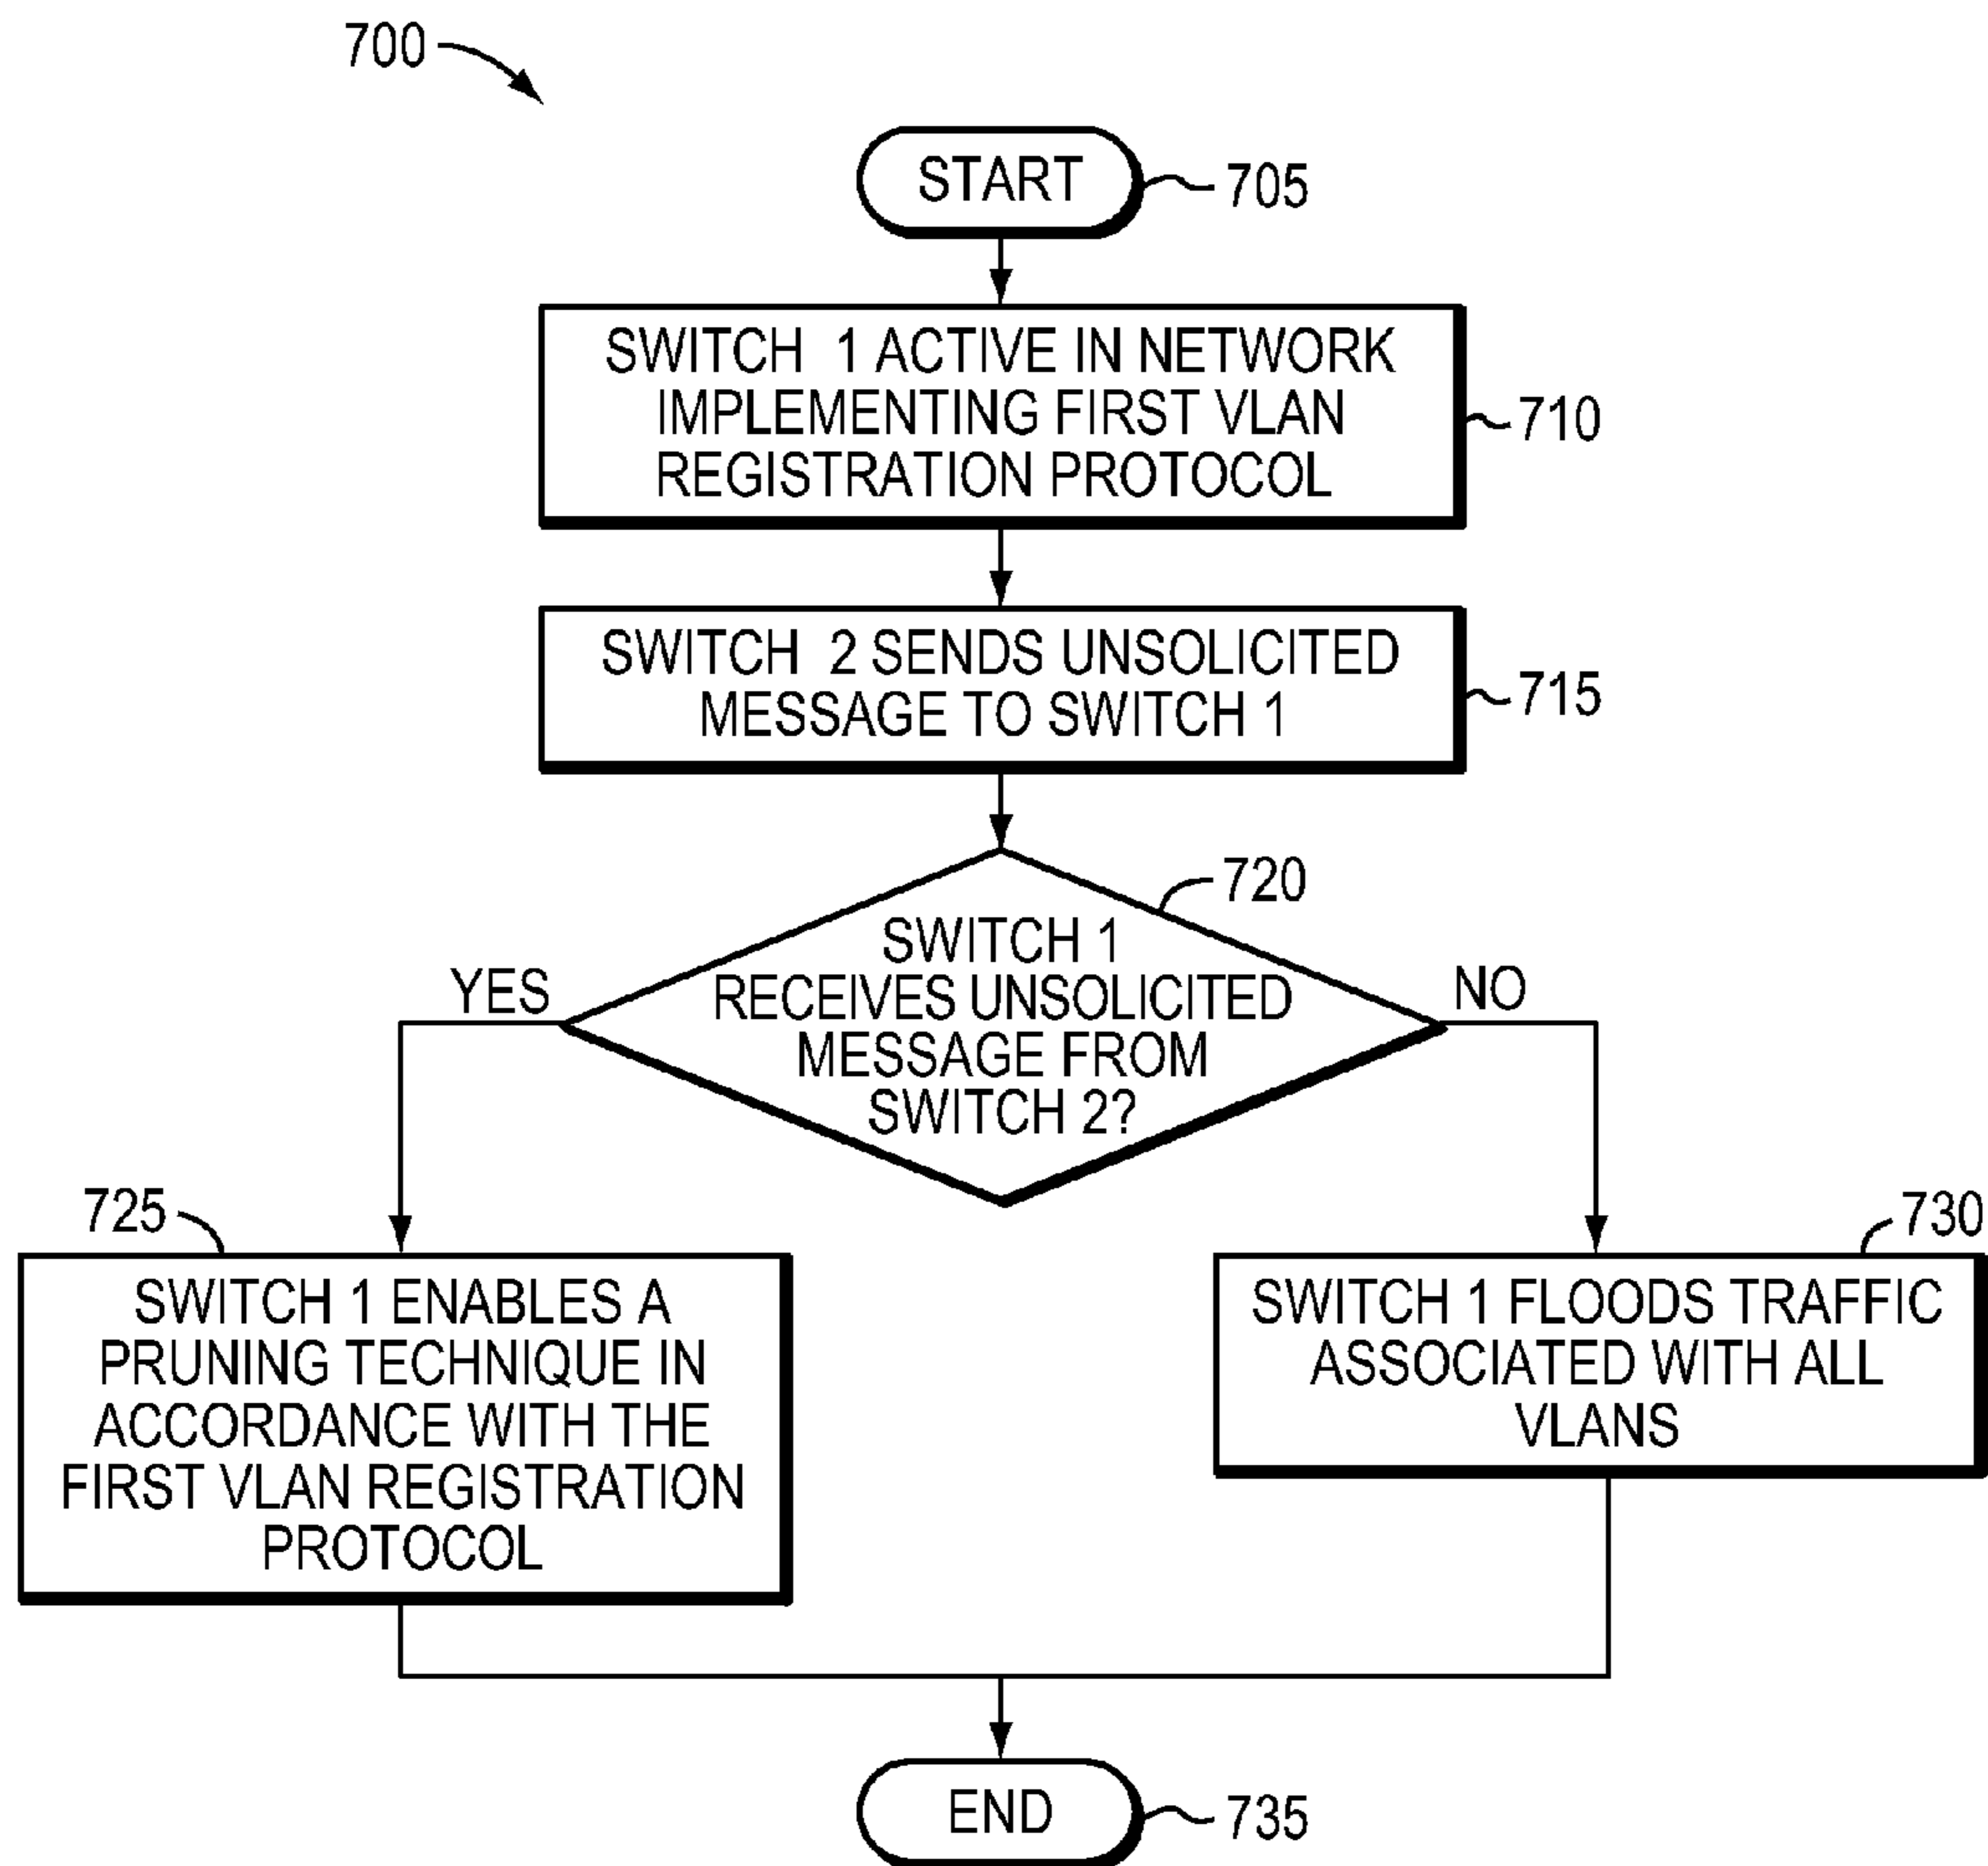 700
START
705
SWITCH 1 ACTIVE IN NETWORK
IMPLEMENTING FIRST VLAN
REGISTRATION PROTOCOL
710
SWITCH 2 SENDS UNSOLICITED
MESSAGE TO SWITCH 1
715
720
SWITCH 1
RECEIVES UNSOLICITED
MESSAGE FROM
SWITCH 2?
YES
NO
725
SWITCH 1 ENABLES A
PRUNING TECHNIQUE IN
ACCORDANCE WITH THE
FIRST VLAN REGISTRATION
PROTOCOL
730
SWITCH 1 FLOODS TRAFFIC
ASSOCIATED WITH ALL
VLANS
END
735